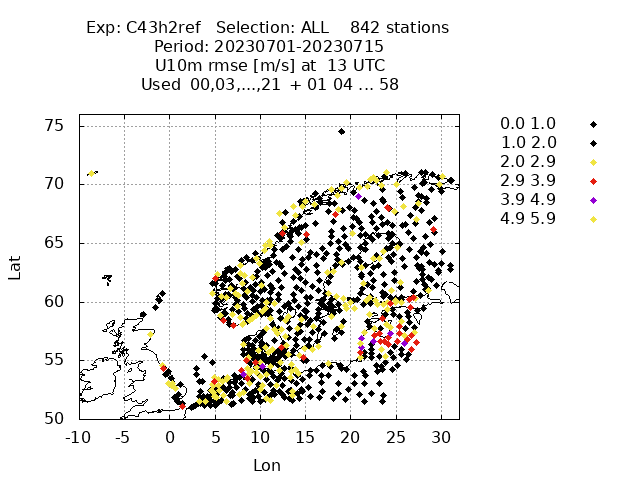 Exp: C43h2ref   Selection: ALL    842 stations
Period: 20230701-20230715
U10m rmse [m/s] at  13 UTC
Used  00,03,...,21  + 01 04 ... 58
0.0 1.0
1.0 2.0
2.0 2.9
2.9 3.9
3.9 4.9
4.9 5.9
75
70
65
60
55
50
Lat
-10 -5 0 5 10 15 20 25 30
Lon